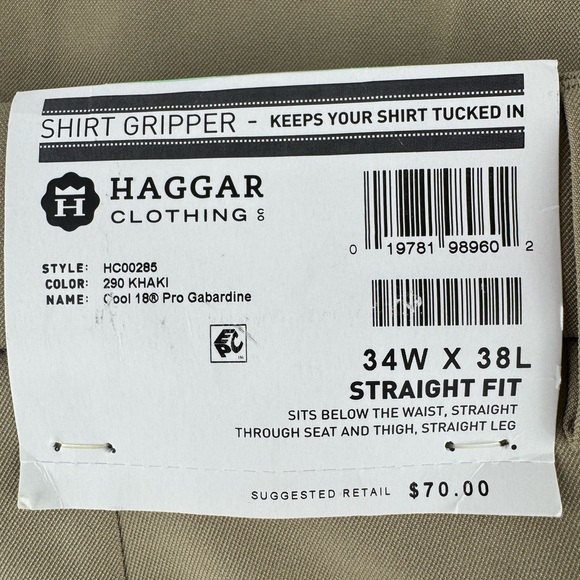 SHIRT GRIPPER – KEEPS YOUR SHIRT TUCKED IN
H HAGGAR
CLOTHING CO
0 19781 98960 2
STYLE: HC00285
COLOR: 290 KHAKI
NAME: Cool 18® Pro Gabardine
EPC
34W X 38L
STRAIGHT FIT
SITS BELOW THE WAIST, STRAIGHT
THROUGH SEAT AND THIGH, STRAIGHT LEG
SUGGESTED RETAIL $70.00